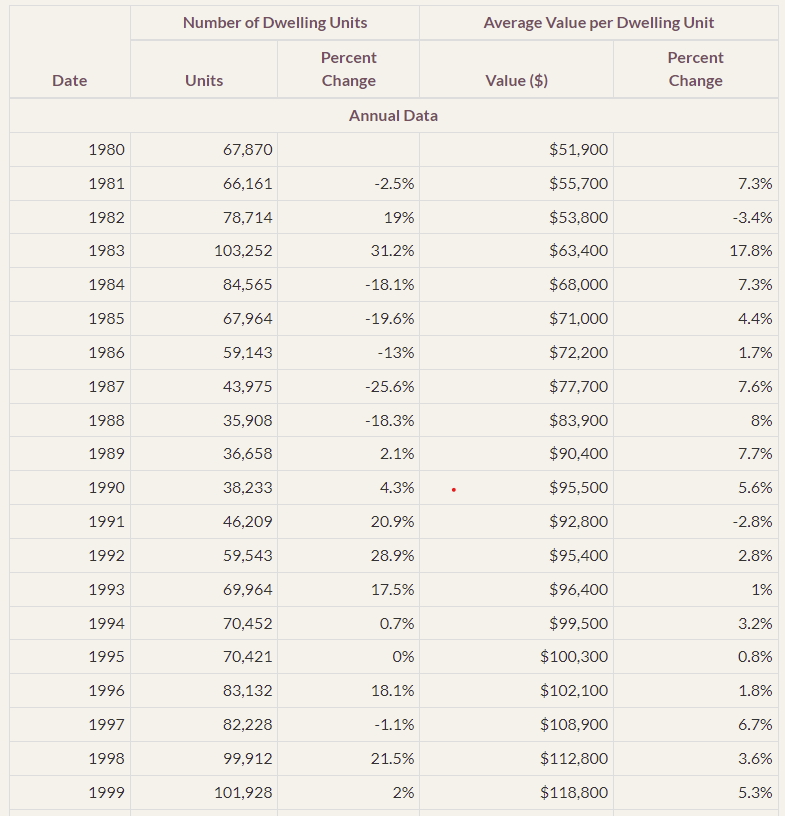 Number of Dwelling Units Average Value per Dwelling Unit
Date Units Percent Change Value ($) Percent Change
Annual Data
1980 67,870 $51,900
1981 66,161 -2.5% $55,700 7.3%
1982 78,714 19% $53,800 -3.4%
1983 103,252 31.2% $63,400 17.8%
1984 84,565 -18.1% $68,000 7.3%
1985 67,964 -19.6% $71,000 4.4%
1986 59,143 -13% $72,200 1.7%
1987 43,975 -25.6% $77,700 7.6%
1988 35,908 -18.3% $83,900 8%
1989 36,658 2.1% $90,400 7.7%
1990 38,233 4.3% $95,500 5.6%
1991 46,209 20.9% $92,800 -2.8%
1992 59,543 28.9% $95,400 2.8%
1993 69,964 17.5% $96,400 1%
1994 70,452 0.7% $99,500 3.2%
1995 70,421 0% $100,300 0.8%
1996 83,132 18.1% $102,100 1.8%
1997 82,228 -1.1% $108,900 6.7%
1998 99,912 21.5% $112,800 3.6%
1999 101,928 2% $118,800 5.3%